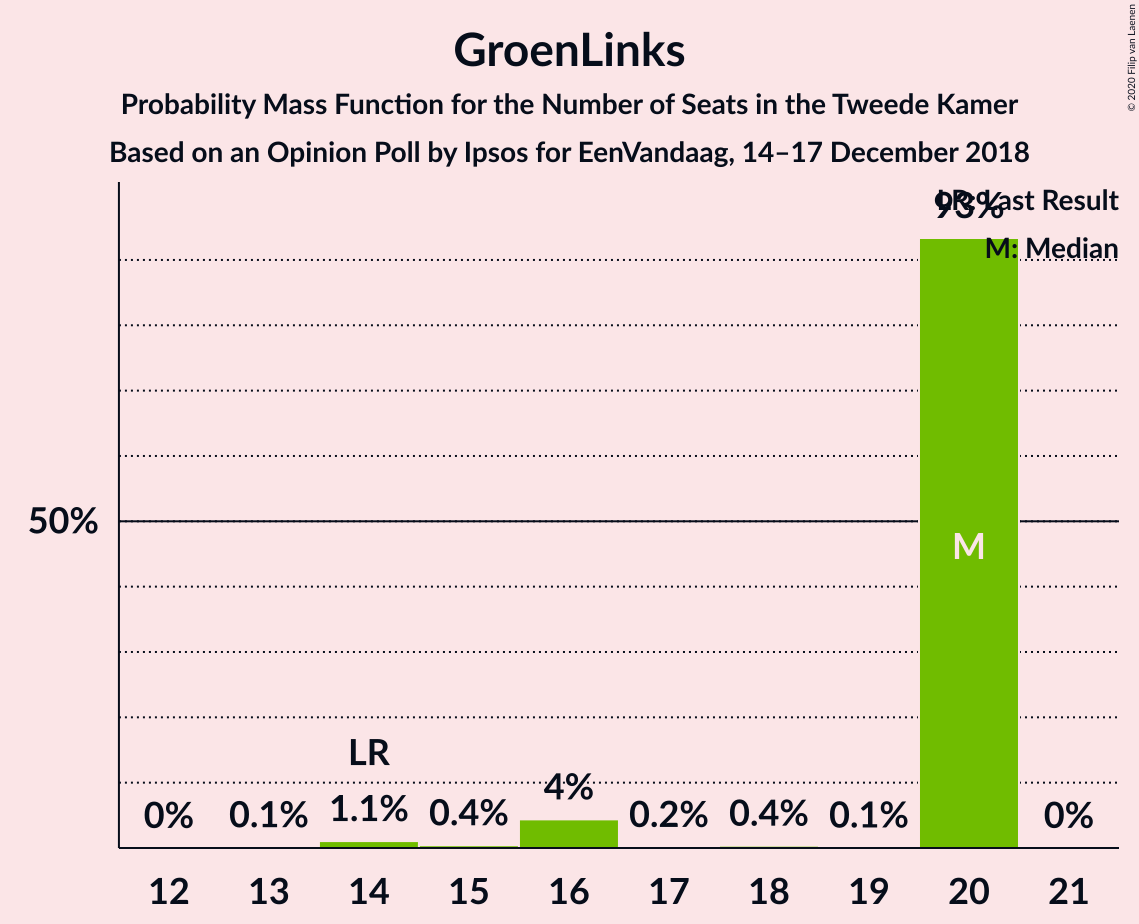 GroenLinks
Probability Mass Function for the Number of Seats in the Tweede Kamer
Based on an Opinion Poll by Ipsos for EenVandaag, 14–17 December 2018
© 2020 Filip van Laenen
LR: Last Result
M: Median
93%
50%
M
LR
0%
0.1%
1.1%
0.4%
4%
0.2%
0.4%
0.1%
0%
12 13 14 15 16 17 18 19 20 21